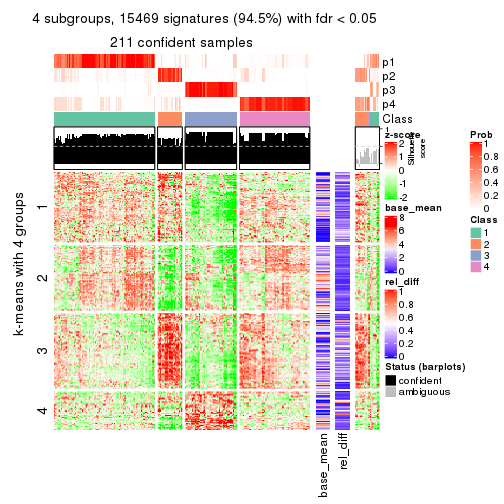 4 subgroups, 15469 signatures (94.5%) with fdr < 0.05
211 confident samples
p1
p2
p3
p4
Class
1
Silhouette
score
k-means with 4 groups
1
2
3
4
base_mean
rel_diff
z-score
2
1
0
-1
-2
base_mean
8
6
4
2
0
rel_diff
1
0.8
0.6
0.4
0.2
0
Status (barplots)
confident
ambiguous
Prob
1
0.8
0.6
0.4
0.2
0
Class
1
2
3
4